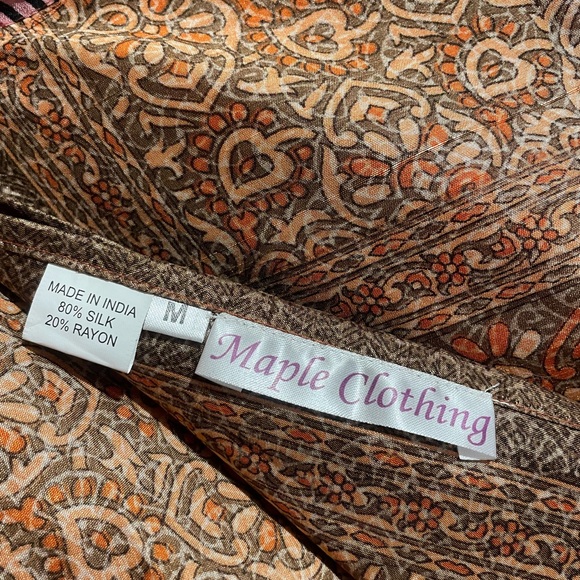 MADE IN INDIA
80% SILK
20% RAYON
M
Maple Clothing